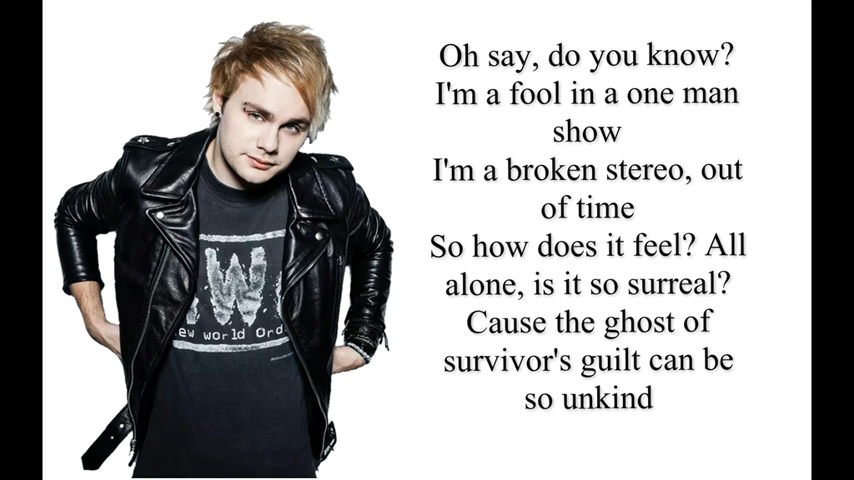 Oh say, do you know?
I'm a fool in a one man
show
I'm a broken stereo, out
of time
So how does it feel? All
alone, is it so surreal?
Cause the ghost of
survivor's guilt can be
so unkind
ew world Ord